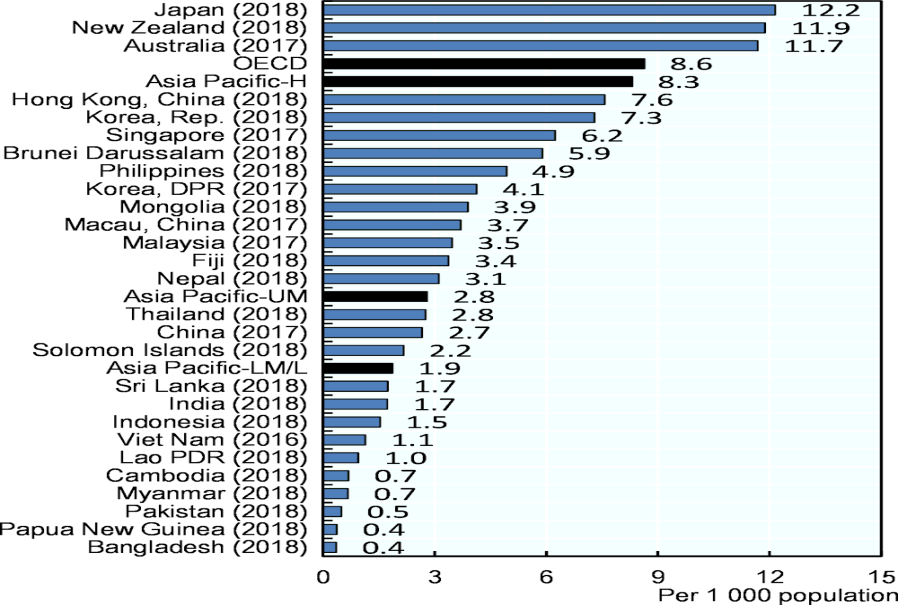 Japan (2018) 12.2
New Zealand (2018) 11.9
Australia (2017) 11.7
OECD 8.6
Asia Pacific-H 8.3
Hong Kong, China (2018) 7.6
Korea, Rep. (2018) 7.3
Singapore (2017) 6.2
Brunei Darussalam (2018) 5.9
Philippines (2018) 4.9
Korea, DPR (2017) 4.1
Mongolia (2018) 3.9
Macau, China (2017) 3.7
Malaysia (2017) 3.5
Fiji (2018) 3.4
Nepal (2018) 3.1
Asia Pacific-UM 2.8
Thailand (2018) 2.8
China (2017) 2.7
Solomon Islands (2018) 2.2
Asia Pacific-LM/L 1.9
Sri Lanka (2018) 1.7
India (2018) 1.7
Indonesia (2018) 1.5
Viet Nam (2016) 1.1
Lao PDR (2018) 1.0
Cambodia (2018) 0.7
Myanmar (2018) 0.7
Pakistan (2018) 0.5
Papua New Guinea (2018) 0.4
Bangladesh (2018) 0.4
0 3 6 9 12 15
Per 1 000 population